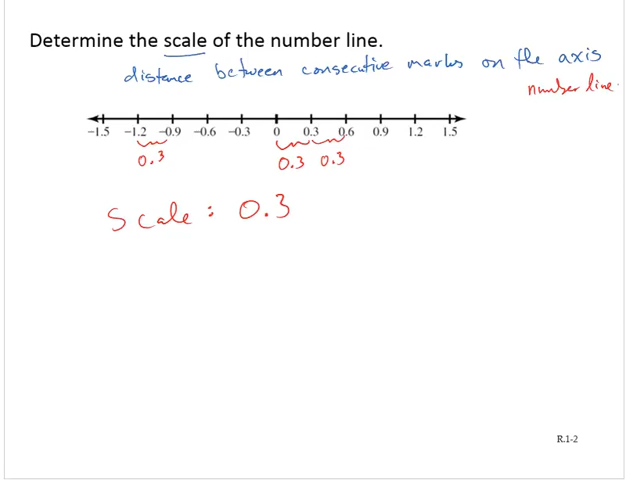 Determine the scale of the number line.
distance between consecutive marks on the axis
number line.
−1.5 −1.2 −0.9 −0.6 −0.3 0 0.3 0.6 0.9 1.2 1.5
0.3 0.3 0.3
Scale: 0.3
R.1-2